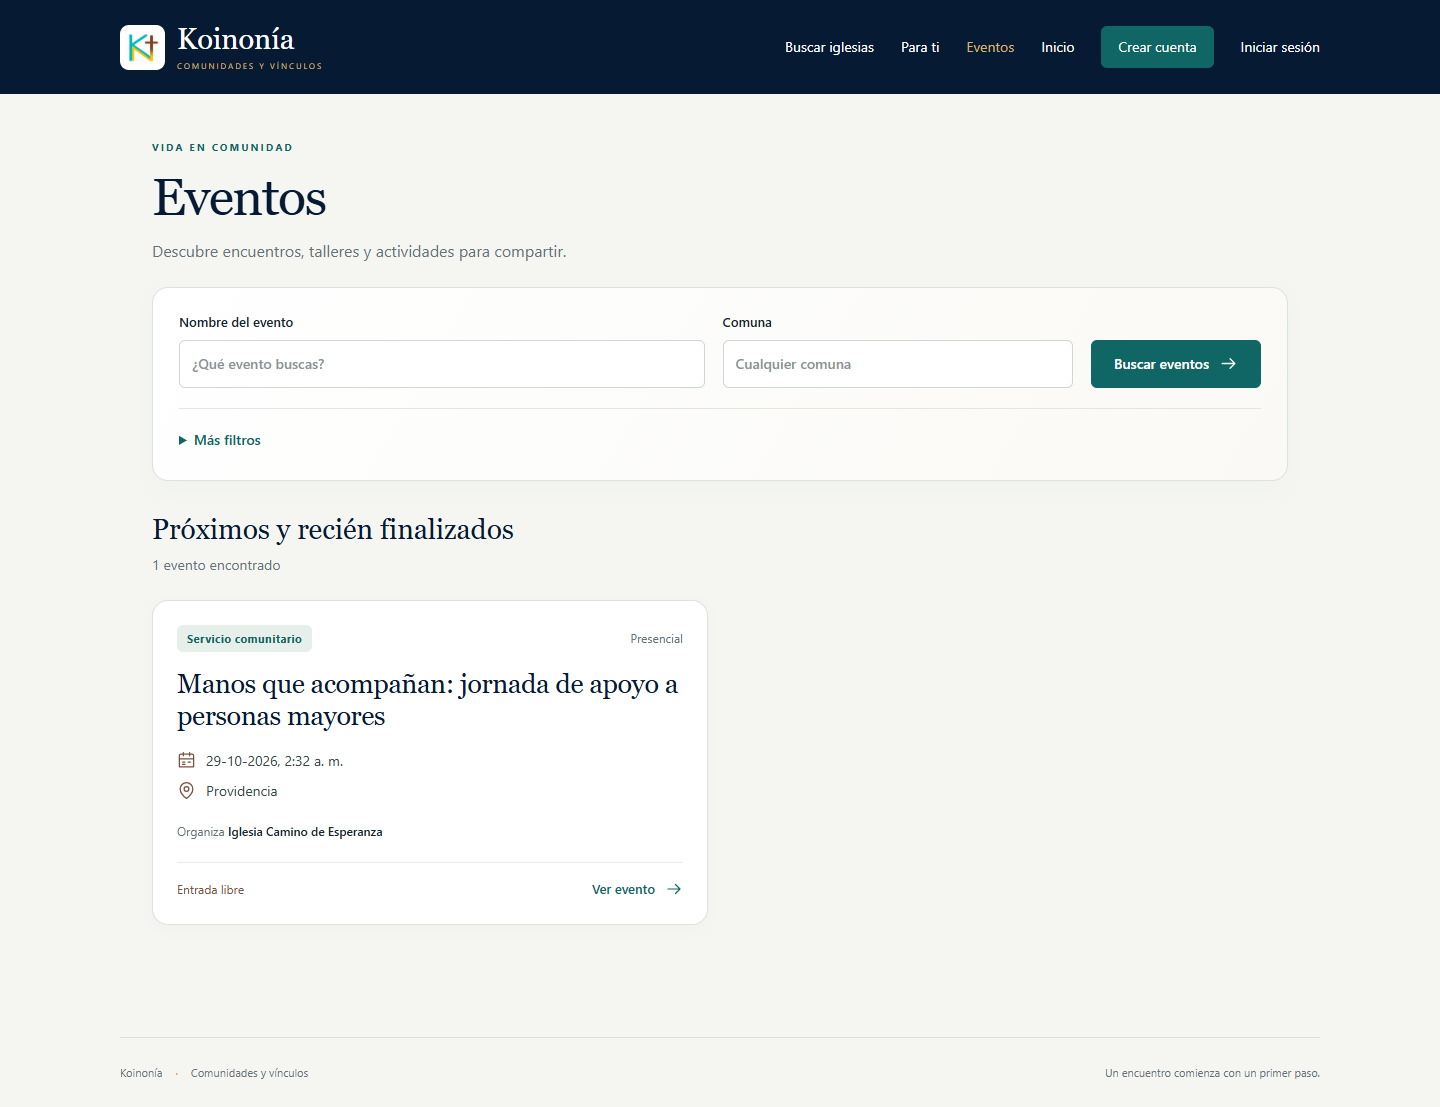 Koinonía
COMUNIDADES Y VÍNCULOS
Buscar iglesias
Para ti
Eventos
Inicio
Crear cuenta
Iniciar sesión
VIDA EN COMUNIDAD
Eventos
Descubre encuentros, talleres y actividades para compartir.
Nombre del evento
Comuna
¿Qué evento buscas?
Cualquier comuna
Buscar eventos
Más filtros
Próximos y recién finalizados
1 evento encontrado
Servicio comunitario
Presencial
Manos que acompañan: jornada de apoyo a
personas mayores
29-10-2026, 2:32 a. m.
Providencia
Organiza Iglesia Camino de Esperanza
Entrada libre
Ver evento
Koinonía · Comunidades y vínculos
Un encuentro comienza con un primer paso.